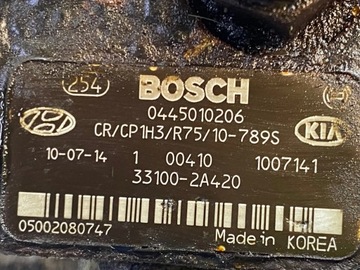 254 BOSCH
0445010206
CR/CP1H3/R75/10-789S KIA
10-07-14 1 00410 1007141
33100-2A420
05002080747 Made in KOREA